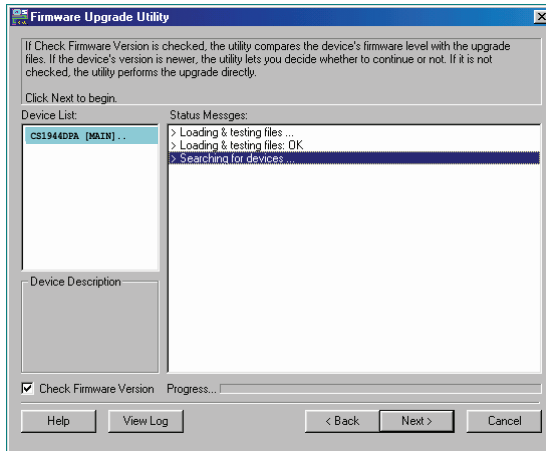 Firmware Upgrade Utility
If Check Firmware Version is checked, the utility compares the device's firmware level with the upgrade
files. If the device's version is newer, the utility lets you decide whether to continue or not. If it is not
checked, the utility performs the upgrade directly.
Click Next to begin.
Device List:
CS1944DPA [MAIN]..
Status Messges:
> Loading & testing files ...
> Loading & testing files: OK
> Searching for devices ...
Device Description
Check Firmware Version
Progress...
Help
View Log
< Back
Next >
Cancel